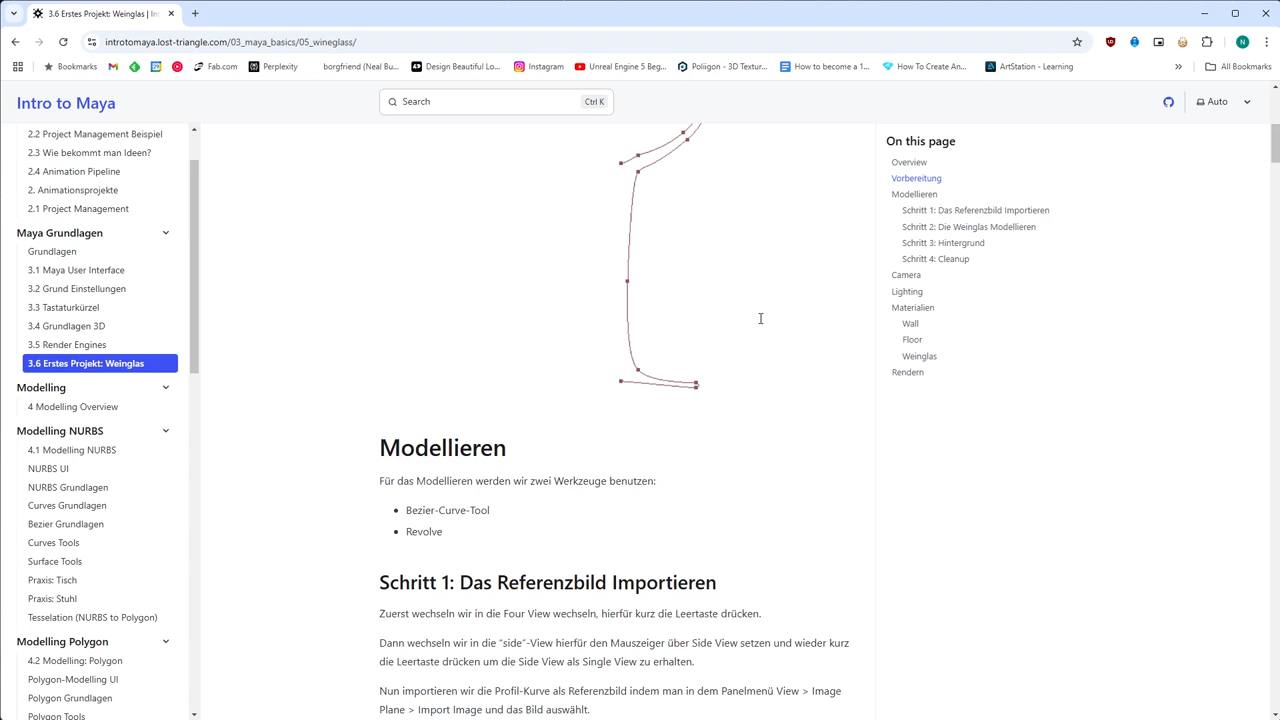 3.6 Erstes Projekt: Weinglas | In
introtomaya.lost-triangle.com/03_maya_basics/05_wineglass/
Bookmarks
Fab.com
Perplexity
borgfriend (Neal Bu...
Design Beautiful Lo...
Instagram
Unreal Engine 5 Beg...
Poliigon - 3D Textur...
How to become a 1...
How To Create An...
ArtStation - Learning
»
All Bookmarks
Intro to Maya
Search
Ctrl K
Auto
2.2 Project Management Beispiel
2.3 Wie bekommt man Ideen?
2.4 Animation Pipeline
2. Animationsprojekte
2.1 Project Management
Maya Grundlagen
Grundlagen
3.1 Maya User Interface
3.2 Grund Einstellungen
3.3 Tastaturkürzel
3.4 Grundlagen 3D
3.5 Render Engines
3.6 Erstes Projekt: Weinglas
Modelling
4 Modelling Overview
Modelling NURBS
4.1 Modelling NURBS
NURBS UI
NURBS Grundlagen
Curves Grundlagen
Bezier Grundlagen
Curves Tools
Surface Tools
Praxis: Tisch
Praxis: Stuhl
Tesselation (NURBS to Polygon)
Modelling Polygon
4.2 Modelling: Polygon
Polygon-Modelling UI
Polygon Grundlagen
Polygon Tools
Modellieren
Für das Modellieren werden wir zwei Werkzeuge benutzen:
• Bezier-Curve-Tool
• Revolve
Schritt 1: Das Referenzbild Importieren
Zuerst wechseln wir in die Four View wechseln, hierfür kurz die Leertaste drücken.
Dann wechseln wir in die “side”-View hierfür den Mauszeiger über Side View setzen und wieder kurz
die Leertaste drücken um die Side View als Single View zu erhalten.
Nun importieren wir die Profil-Kurve als Referenzbild indem man in dem Panelmenü View > Image
Plane > Import Image und das Bild auswählt.
On this page
Overview
Vorbereitung
Modellieren
Schritt 1: Das Referenzbild Importieren
Schritt 2: Die Weinglas Modellieren
Schritt 3: Hintergrund
Schritt 4: Cleanup
Camera
Lighting
Materialien
Wall
Floor
Weinglas
Rendern